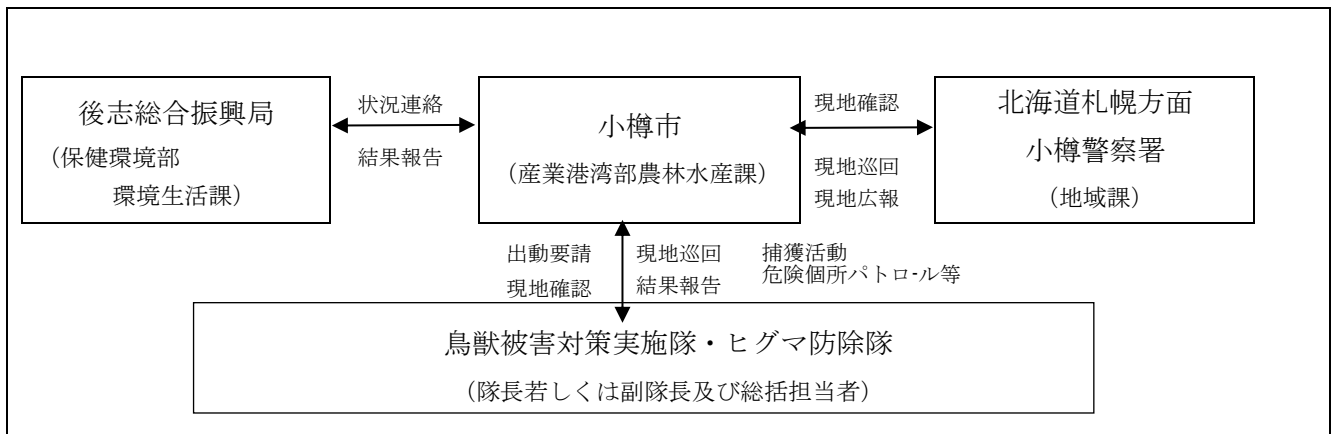 後志総合振興局
（保健環境部
環境生活課）
状況連絡
結果報告
小樽市
（産業港湾部農林水産課）
現地確認
現地巡回
現地広報
北海道札幌方面
小樽警察署
（地域課）
出動要請
現地確認
現地巡回
結果報告
捕獲活動
危険個所パトロ-ル等
鳥獣被害対策実施隊・ヒグマ防除隊
（隊長若しくは副隊長及び総括担当者）